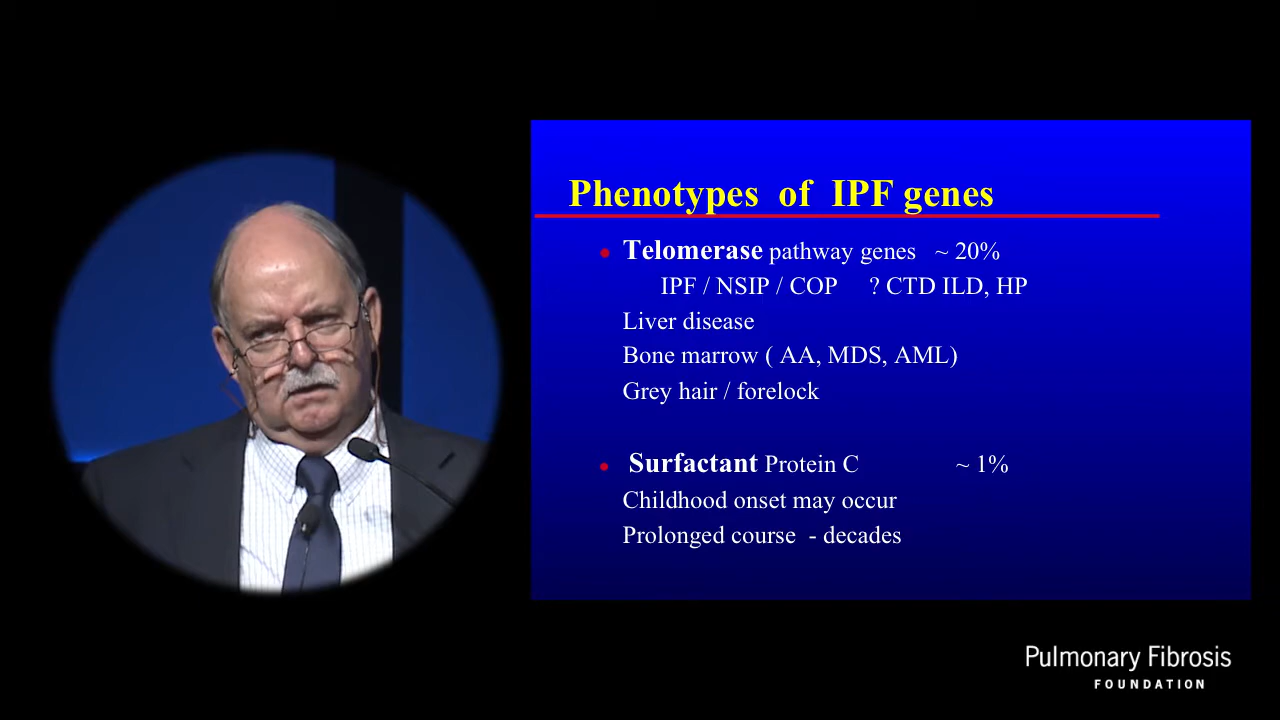 Phenotypes of IPF genes
Telomerase pathway genes ~ 20%
IPF / NSIP / COP ? CTD ILD, HP
Liver disease
Bone marrow ( AA, MDS, AML)
Grey hair / forelock
Surfactant Protein C ~ 1%
Childhood onset may occur
Prolonged course - decades
Pulmonary Fibrosis
FOUNDATION